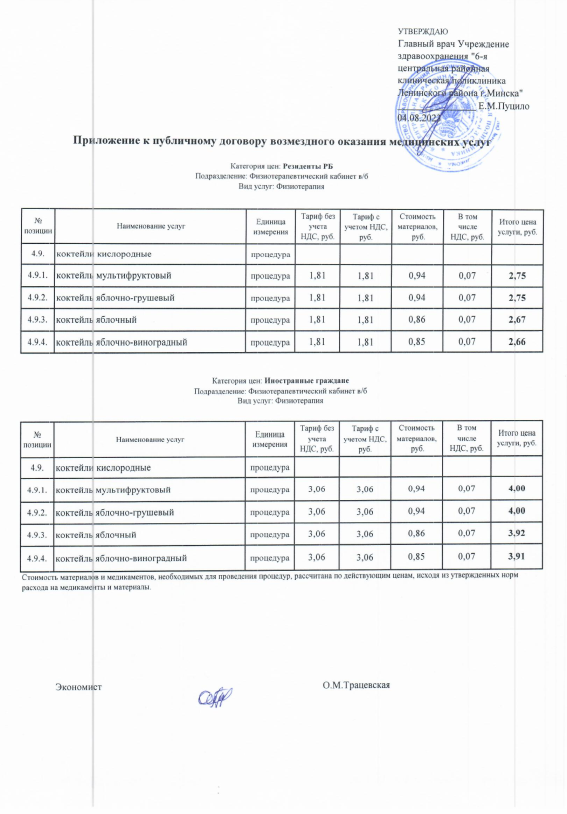 УТВЕРЖДАЮ
Главный врач Учреждение
здравоохранения "6-я
центральная районная
клиническая поликлиника
Ленинского района г.Минска"
Е.М.Пуцило
04.08.2022
Приложение к публичному договору возмездного оказания медицинских услуг
Категория цен: Резиденты РБ
Подразделение: Физиотерапевтический кабинет в/б
Вид услуг: Физиотерапия
№ позиции Наименование услуг Единица измерения Тариф без учета НДС, руб. Тариф с учетом НДС, руб. Стоимость материалов, руб. В том числе НДС, руб. Итого цена услуги, руб.
4.9. коктейли кислородные процедура
4.9.1. коктейль мультифруктовый процедура 1,81 1,81 0,94 0,07 2,75
4.9.2. коктейль яблочно-грушевый процедура 1,81 1,81 0,94 0,07 2,75
4.9.3. коктейль яблочный процедура 1,81 1,81 0,86 0,07 2,67
4.9.4. коктейль яблочно-виноградный процедура 1,81 1,81 0,85 0,07 2,66
Категория цен: Иностранные граждане
Подразделение: Физиотерапевтический кабинет в/б
Вид услуг: Физиотерапия
№ позиции Наименование услуг Единица измерения Тариф без учета НДС, руб. Тариф с учетом НДС, руб. Стоимость материалов, руб. В том числе НДС, руб. Итого цена услуги, руб.
4.9. коктейли кислородные процедура
4.9.1. коктейль мультифруктовый процедура 3,06 3,06 0,94 0,07 4,00
4.9.2. коктейль яблочно-грушевый процедура 3,06 3,06 0,94 0,07 4,00
4.9.3. коктейль яблочный процедура 3,06 3,06 0,86 0,07 3,92
4.9.4. коктейль яблочно-виноградный процедура 3,06 3,06 0,85 0,07 3,91
Стоимость материалов и медикаментов, необходимых для проведения процедур, рассчитана по действующим ценам, исходя из утвержденных норм
расхода на медикаменты и материалы.
Экономист О.М.Трацевская